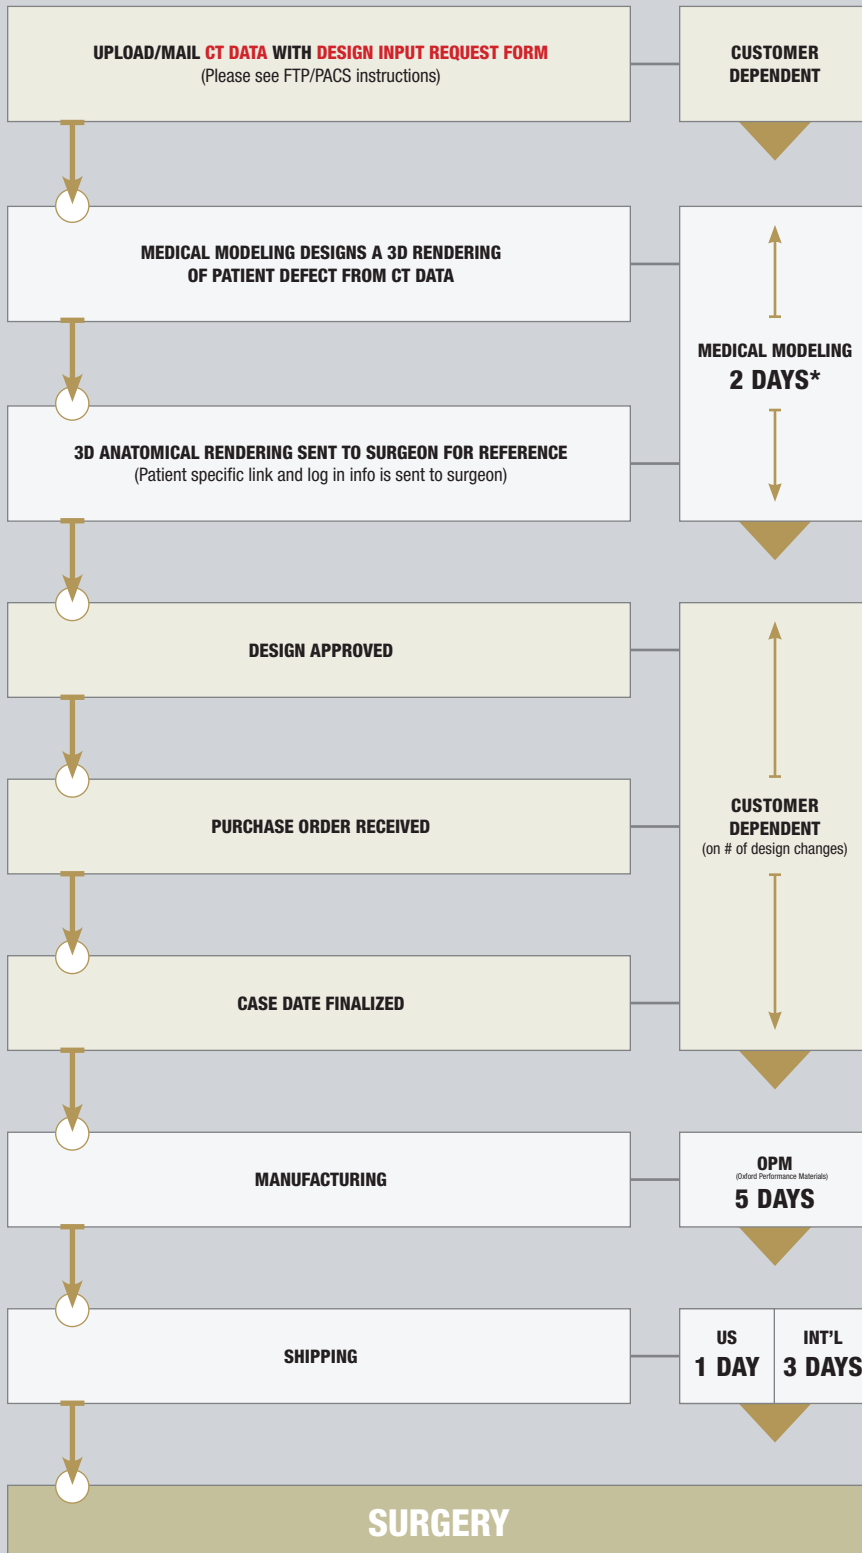 UPLOAD/MAIL CT DATA WITH DESIGN INPUT REQUEST FORM
(Please see FTP/PACS instructions)
CUSTOMER
DEPENDENT
MEDICAL MODELING DESIGNS A 3D RENDERING
OF PATIENT DEFECT FROM CT DATA
MEDICAL MODELING
2 DAYS*
3D ANATOMICAL RENDERING SENT TO SURGEON FOR REFERENCE
(Patient specific link and log in info is sent to surgeon)
DESIGN APPROVED
PURCHASE ORDER RECEIVED
CUSTOMER
DEPENDENT
(on # of design changes)
CASE DATE FINALIZED
MANUFACTURING
OPM
(Oxford Performance Materials)
5 DAYS
SHIPPING
US
1 DAY
INT'L
3 DAYS
SURGERY